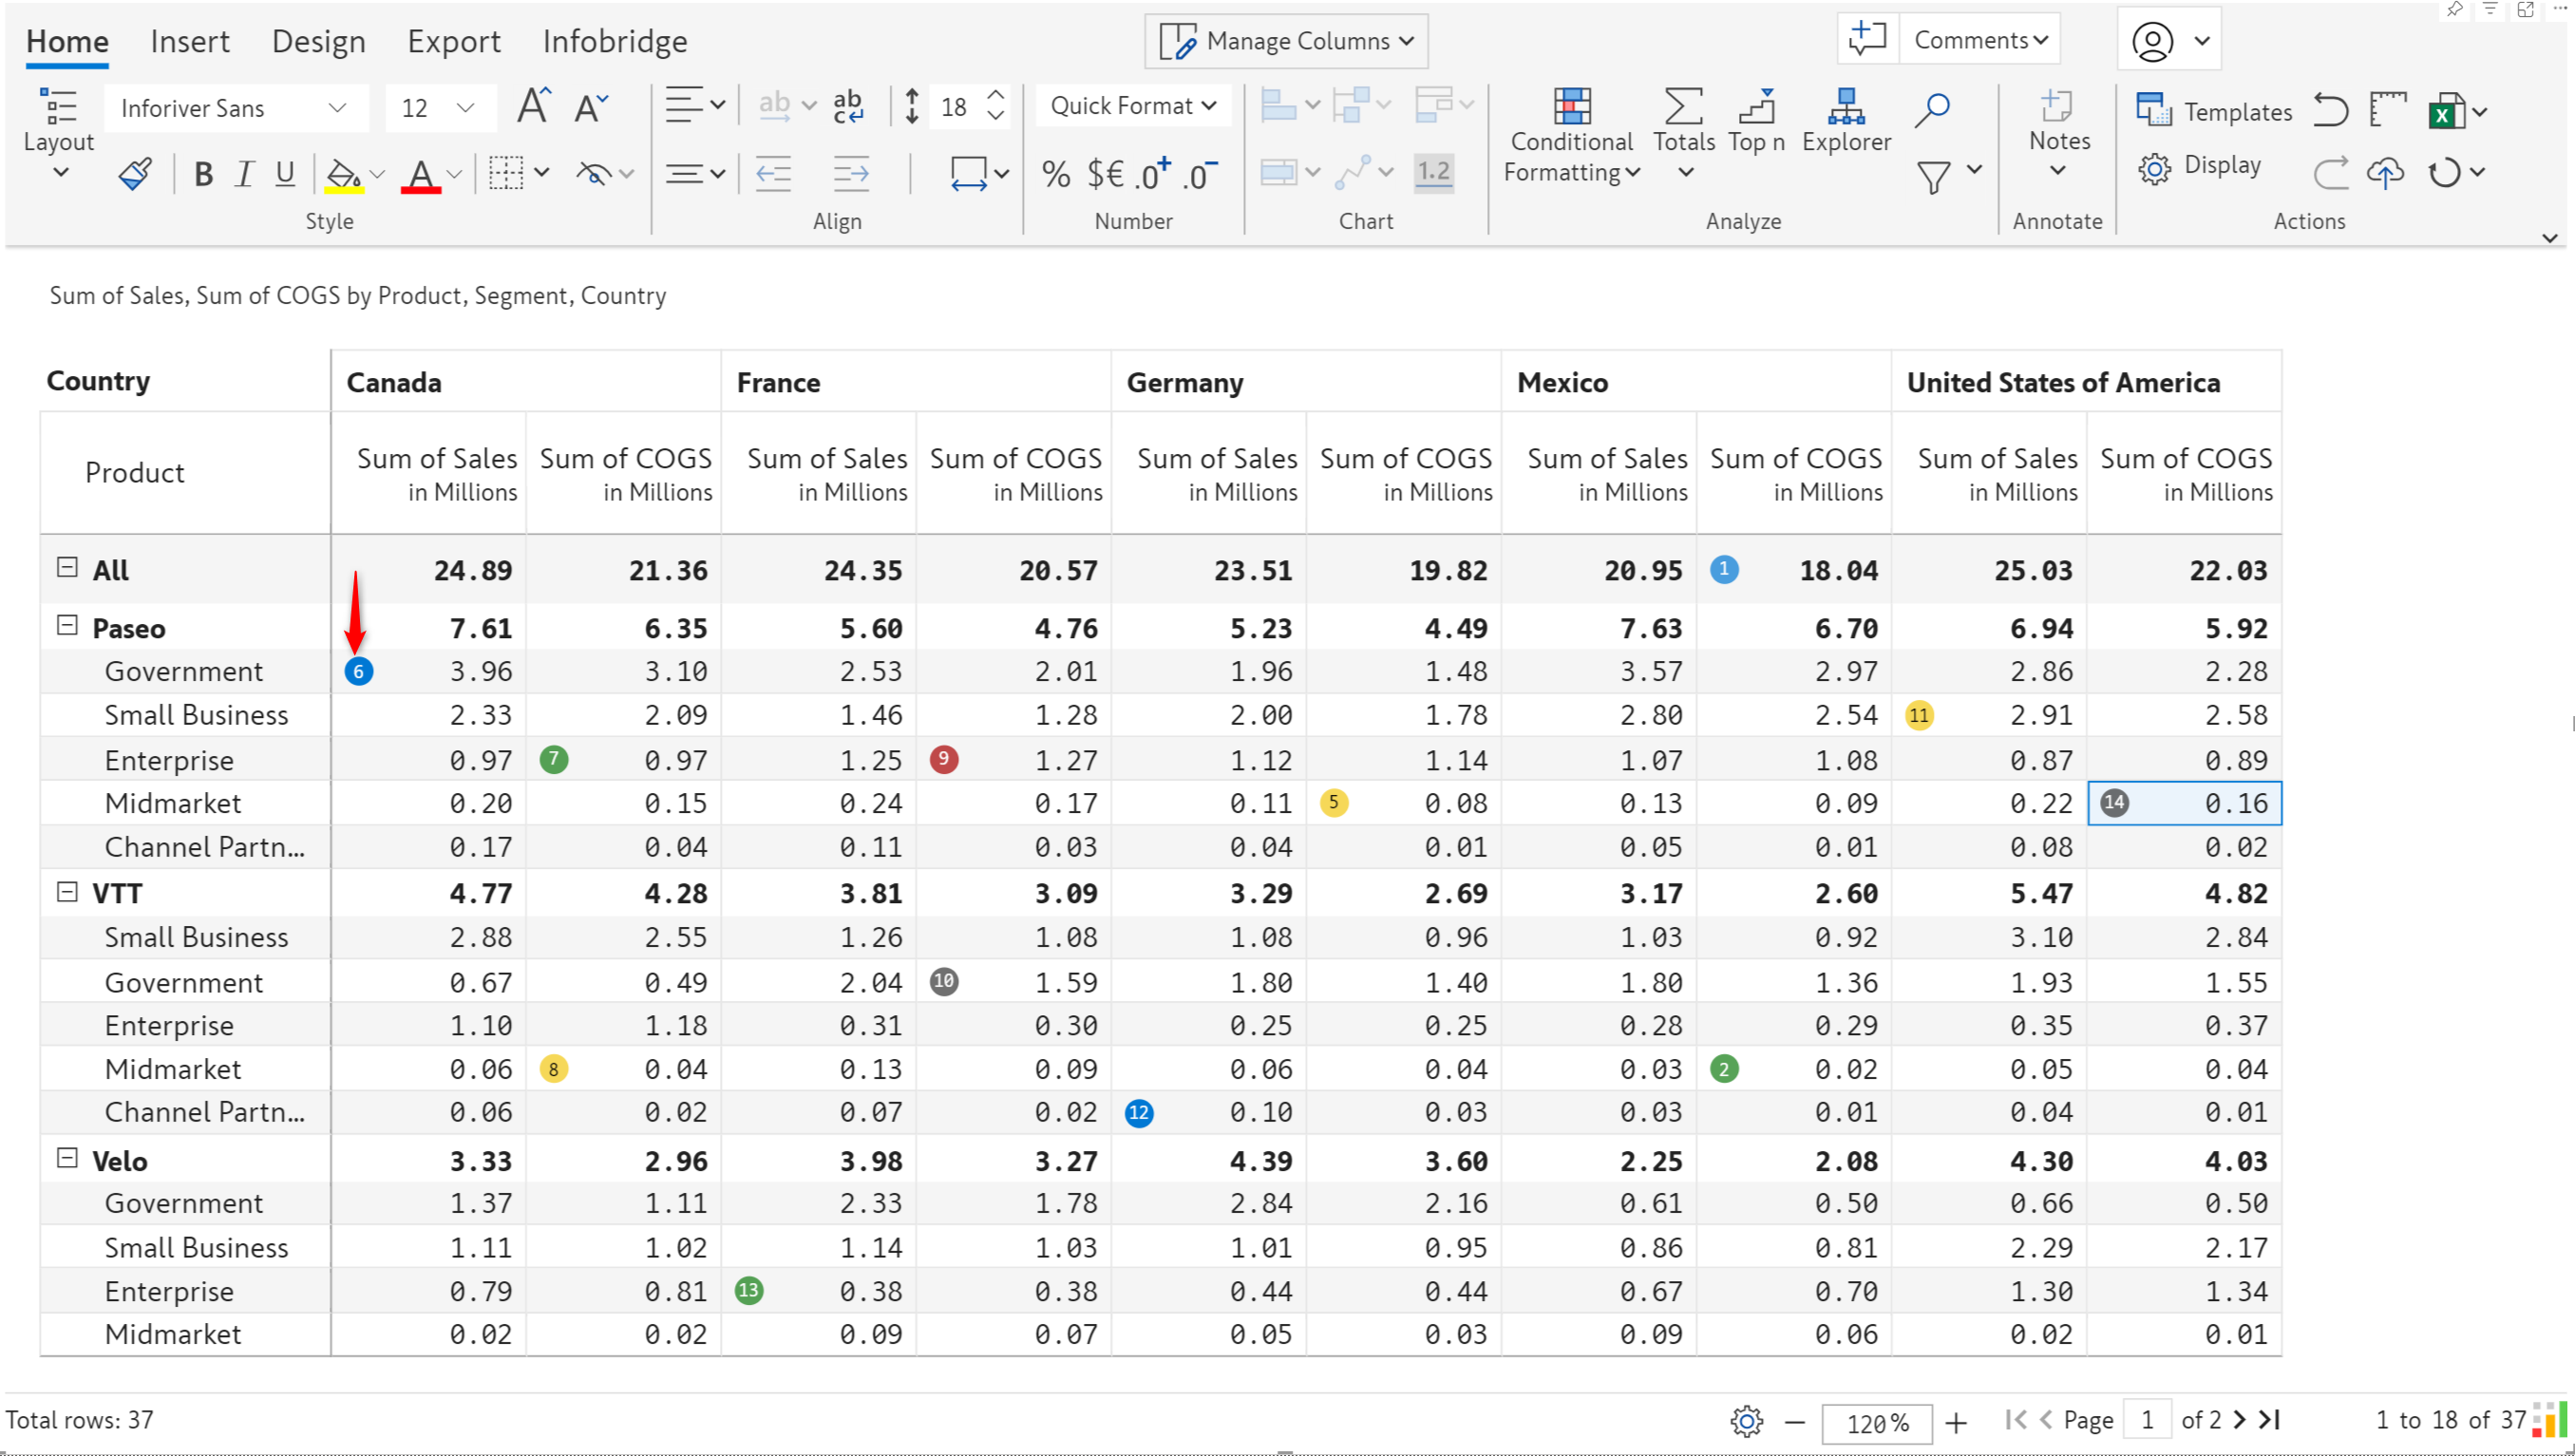 Home Insert Design Export Infobridge Manage Columns Comments
Layout Inforiver Sans 12 A A ab ab c 18 Quick Format Conditional Formatting Totals Top n Explorer Notes Templates X
B I U A % $€ .0+ .0- 1.2 Display
Style Align Number Chart Analyze Annotate Actions
Sum of Sales, Sum of COGS by Product, Segment, Country
Country Canada France Germany Mexico United States of America
Product Sum of Sales Sum of COGS Sum of Sales Sum of COGS Sum of Sales Sum of COGS Sum of Sales Sum of COGS Sum of Sales Sum of COGS
in Millions in Millions in Millions in Millions in Millions in Millions in Millions in Millions in Millions in Millions
All 24.89 21.36 24.35 20.57 23.51 19.82 20.95 1 18.04 25.03 22.03
Paseo 7.61 6.35 5.60 4.76 5.23 4.49 7.63 6.70 6.94 5.92
Government 6 3.96 3.10 2.53 2.01 1.96 1.48 3.57 2.97 2.86 2.28
Small Business 2.33 2.09 1.46 1.28 2.00 1.78 2.80 2.54 11 2.91 2.58
Enterprise 0.97 7 0.97 1.25 9 1.27 1.12 1.14 1.07 1.08 0.87 0.89
Midmarket 0.20 0.15 0.24 0.17 0.11 5 0.08 0.13 0.09 0.22 14 0.16
Channel Partn... 0.17 0.04 0.11 0.03 0.04 0.01 0.05 0.01 0.08 0.02
VTT 4.77 4.28 3.81 3.09 3.29 2.69 3.17 2.60 5.47 4.82
Small Business 2.88 2.55 1.26 1.08 1.08 0.96 1.03 0.92 3.10 2.84
Government 0.67 0.49 2.04 10 1.59 1.80 1.40 1.80 1.36 1.93 1.55
Enterprise 1.10 1.18 0.31 0.30 0.25 0.25 0.28 0.29 0.35 0.37
Midmarket 0.06 8 0.04 0.13 0.09 0.06 0.04 0.03 2 0.02 0.05 0.04
Channel Partn... 0.06 0.02 0.07 0.02 12 0.10 0.03 0.03 0.01 0.04 0.01
Velo 3.33 2.96 3.98 3.27 4.39 3.60 2.25 2.08 4.30 4.03
Government 1.37 1.11 2.33 1.78 2.84 2.16 0.61 0.50 0.66 0.50
Small Business 1.11 1.02 1.14 1.03 1.01 0.95 0.86 0.81 2.29 2.17
Enterprise 0.79 0.81 13 0.38 0.38 0.44 0.44 0.67 0.70 1.30 1.34
Midmarket 0.02 0.02 0.09 0.07 0.05 0.03 0.09 0.06 0.02 0.01
Total rows: 37 120% Page 1 of 2 1 to 18 of 37